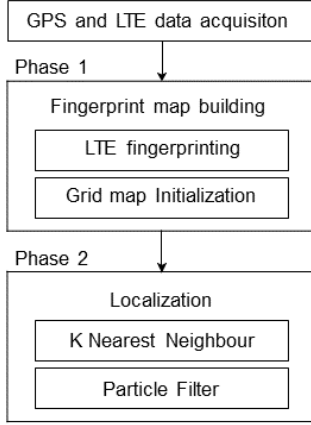 GPS and LTE data acquisiton
Phase 1
Fingerprint map building
LTE fingerprinting
Grid map Initialization
Phase 2
Localization
K Nearest Neighbour
Particle Filter